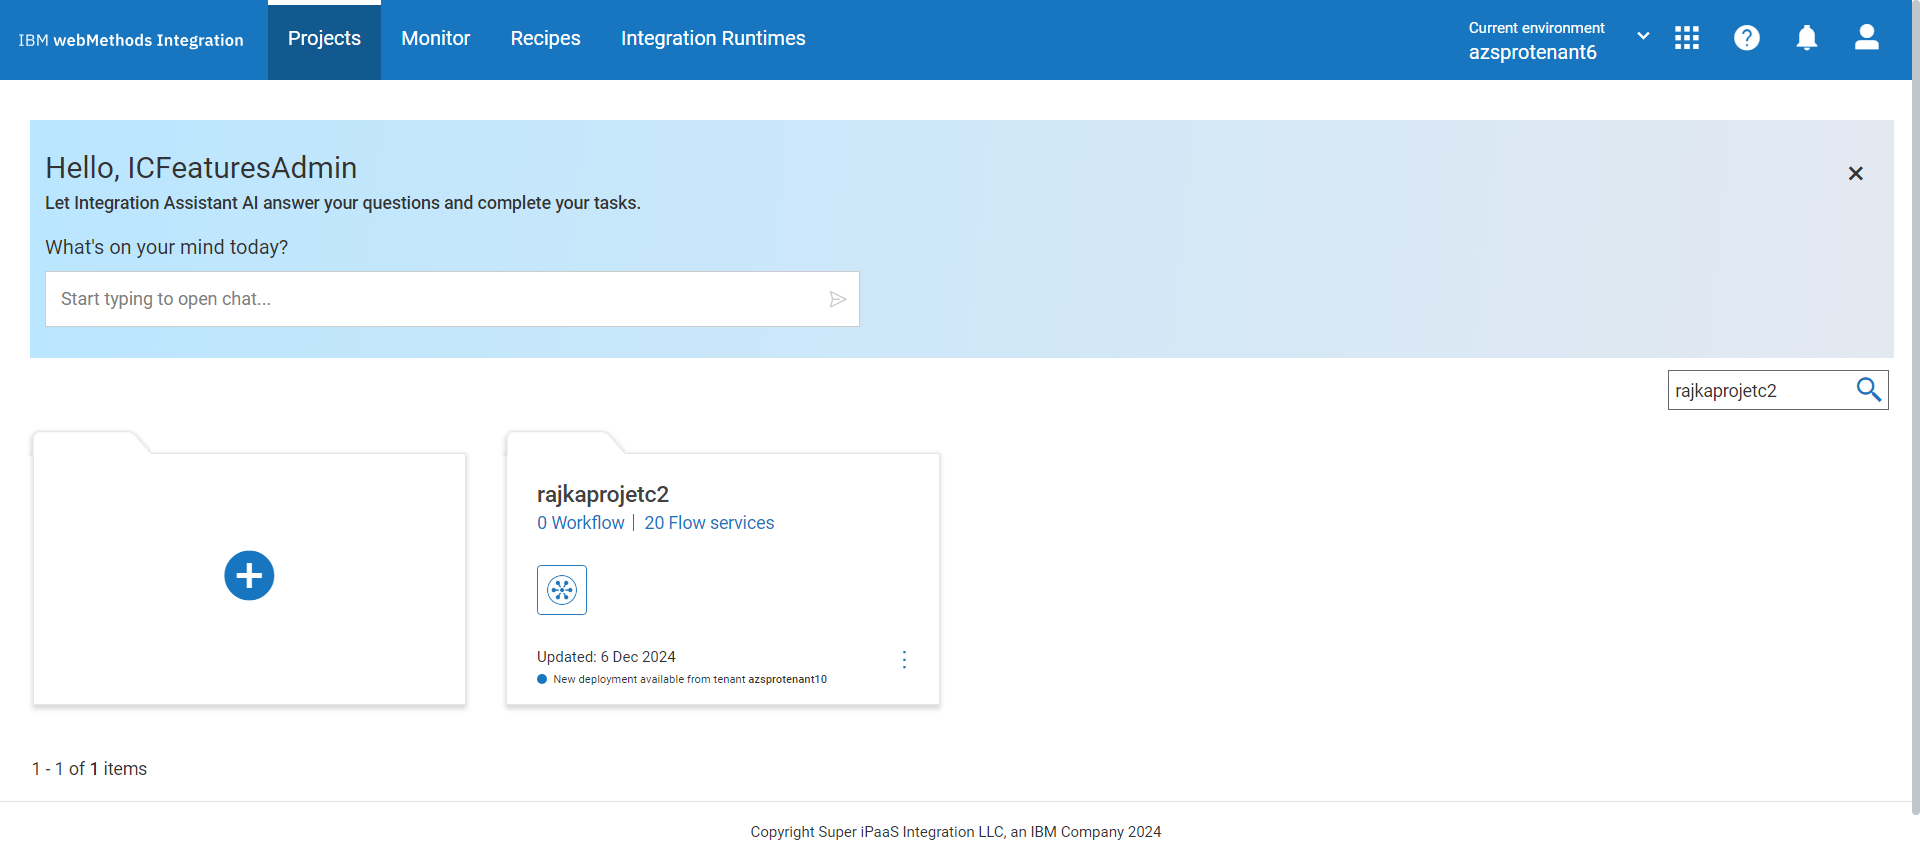 IBM webMethods Integration
Projects
Monitor
Recipes
Integration Runtimes
Current environment
azsprotenant6
Hello, ICFeaturesAdmin
Let Integration Assistant AI answer your questions and complete your tasks.
What's on your mind today?
Start typing to open chat...
rajkaprojetc2
rajkaprojetc2
0 Workflow | 20 Flow services
Updated: 6 Dec 2024
New deployment available from tenant azsprotenant10
1 - 1 of 1 items
Copyright Super iPaaS Integration LLC, an IBM Company 2024